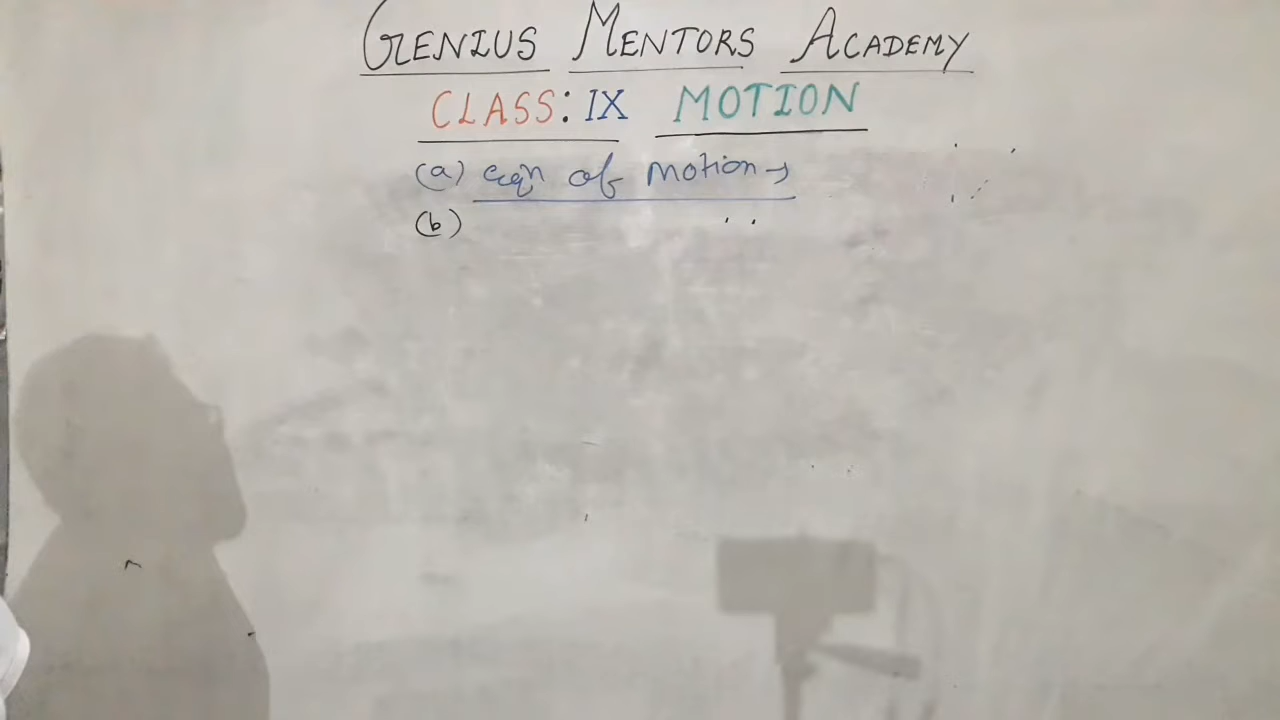 GENIUS MENTORS ACADEMY
CLASS: IX MOTION
(a) eqn of Motion →
(b)